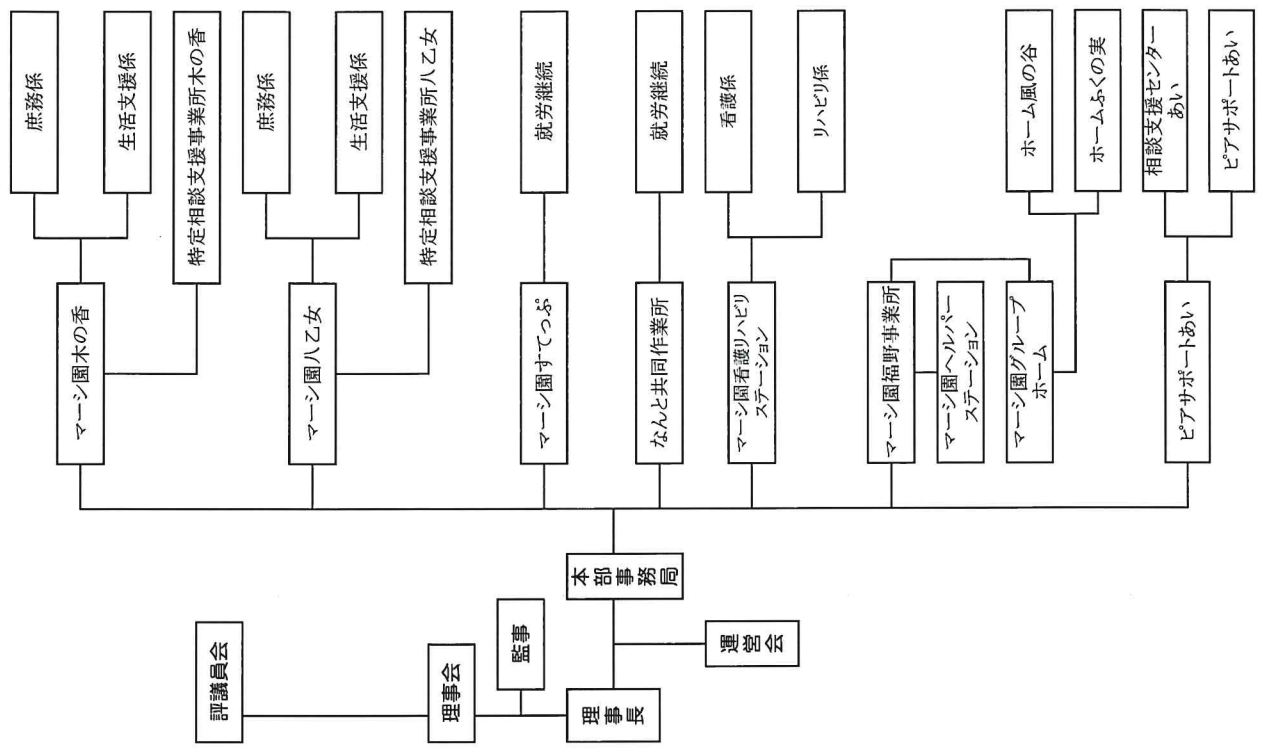 評議員会
理事会
監事
理事長
運営会
本部事務局
マーシ園木の香
庶務係
生活支援係
特定相談支援事業所木の香
マーシ園八乙女
庶務係
生活支援係
特定相談支援事業所八乙女
マーシ園すてっぷ
就労継続
なんと共同作業所
就労継続
マーシ園看護リハビリ
ステーション
看護係
リハビリ係
マーシ園福野事業所
マーシ園ヘルパー
ステーション
マーシ園グループ
ホーム
ホーム風の谷
ホームふくの実
ピアサポートあい
相談支援センター
あい
ピアサポートあい